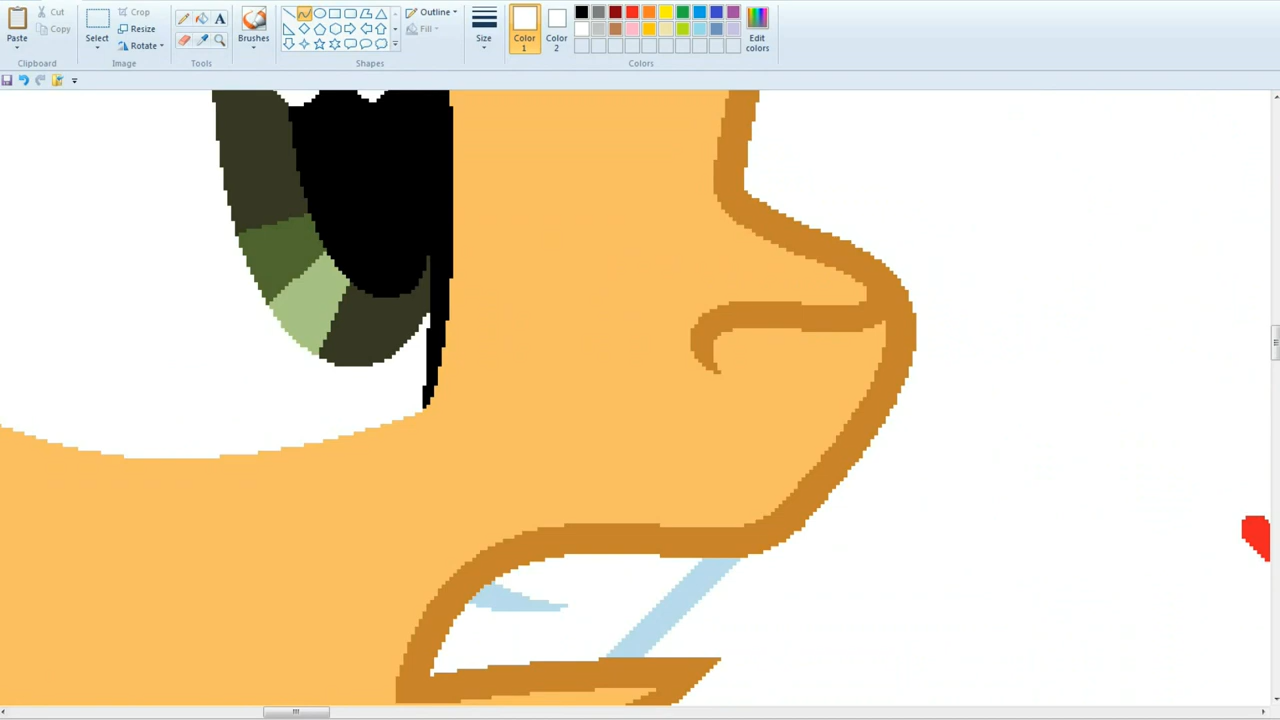 Paste
Cut
Copy
Clipboard
Select
Crop
Resize
Rotate
Image
Tools
Brushes
Outline
Fill
Shapes
Size
Color
1
Color
2
Edit
colors
Colors